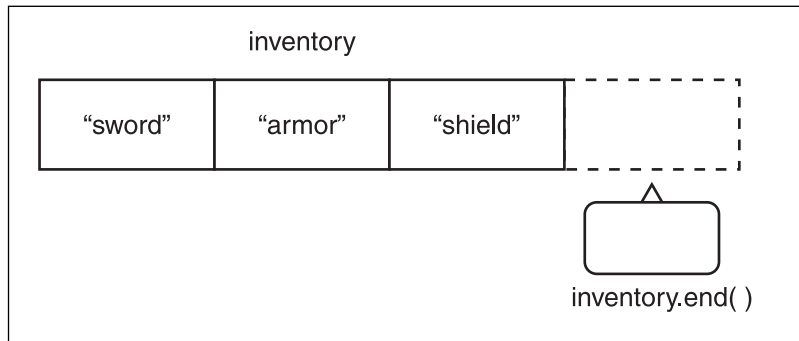 inventory
“sword” “armor” “shield”
inventory.end( )